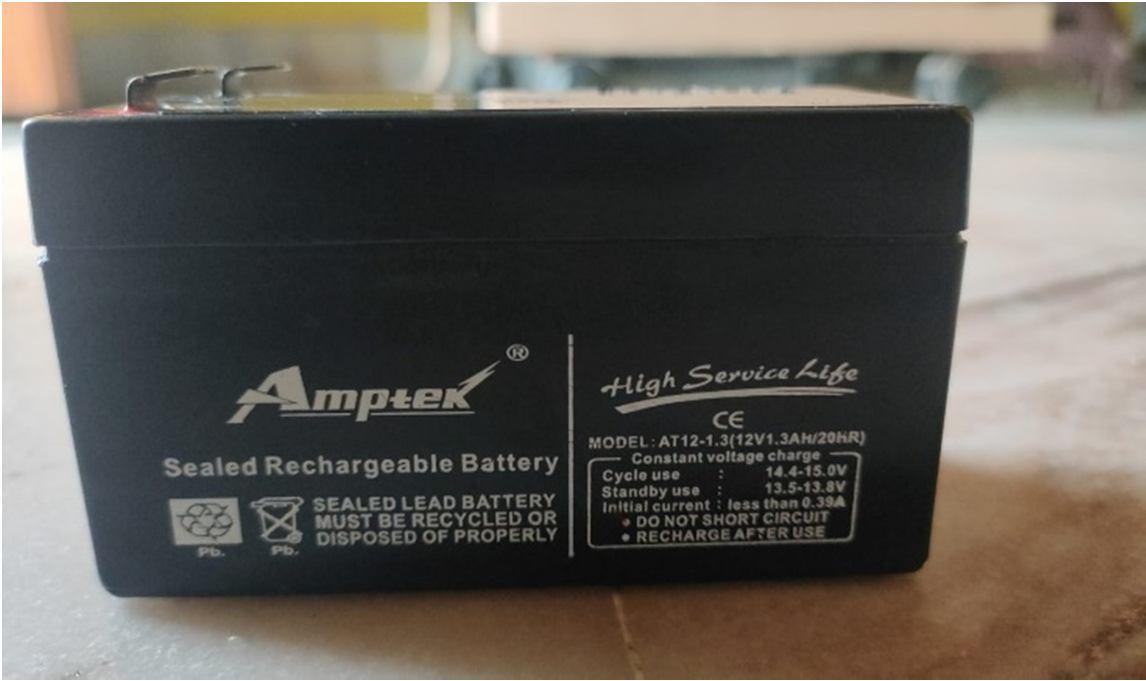 Amptek ®
Sealed Rechargeable Battery
SEALED LEAD BATTERY
MUST BE RECYCLED OR
DISPOSED OF PROPERLY
Pb. Pb.
High Service Life
CE
MODEL: AT12-1.3(12V1.3AH/20HR)
Constant voltage charge
Cycle use : 14.4-15.0V
Standby use : 13.5-13.8V
Initial current : less than 0.39A
• DO NOT SHORT CIRCUIT
• RECHARGE AFTER USE